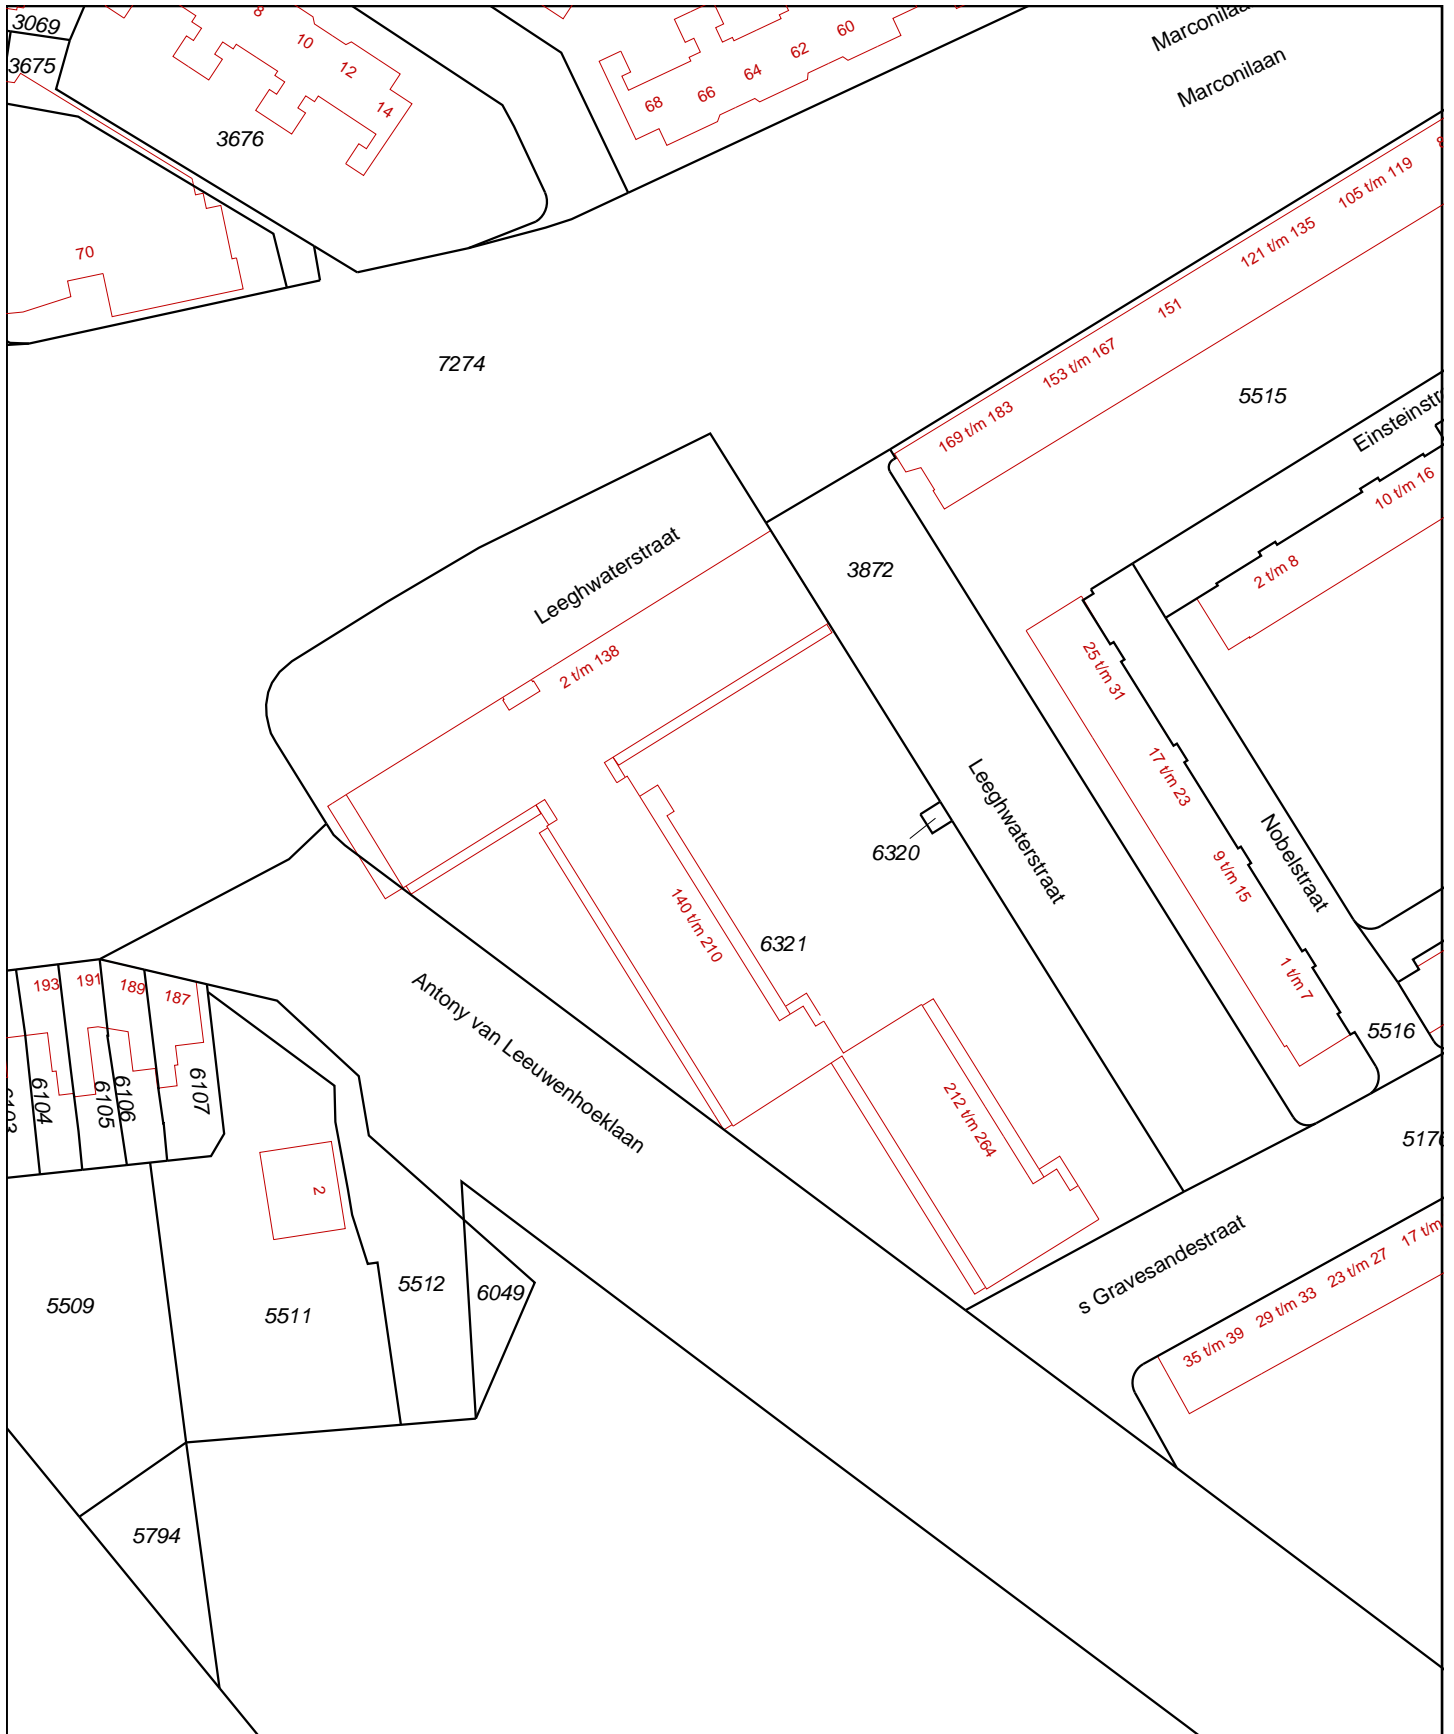 3069
3675
8
10
12
14
3676
60
62
64
66
68
Marconilaan
70
7274
105 t/m 119
121 t/m 135
151
153 t/m 167
169 t/m 183
5515
10 t/m 16
2 t/m 8
3872
Leeghwaterstraat
2 t/m 138
25 t/m 31
17 t/m 23
9 t/m 15
1 t/m 7
Leeghwaterstraat
Nobelstraat
6320
140 t/m 210
6321
5516
193
191
189
187
6104
6105
6106
6107
Antony van Leeuwenhoeklaan
212 t/m 264
2
5509
5511
5512
6049
s Gravesandestraat
35 t/m 39
29 t/m 33
23 t/m 27
17 t/m
5794